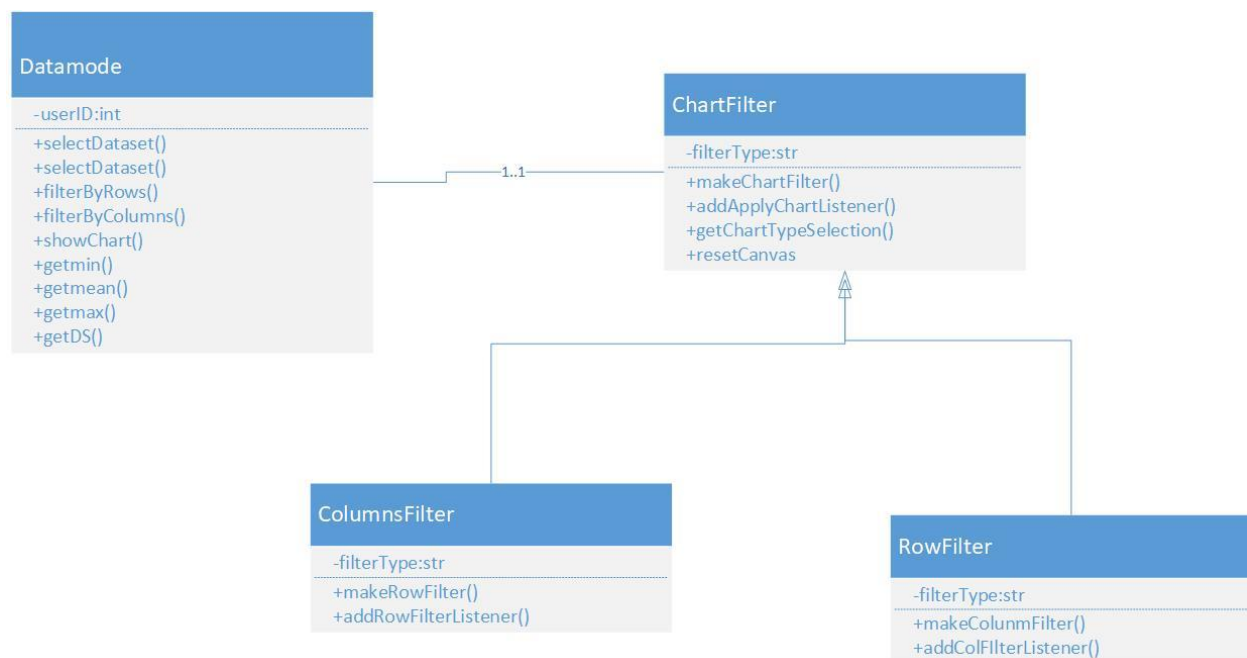 Datamode
-userID:int
+selectDataset()
+selectDataset()
+filterByRows()
+filterByColumns()
+showChart()
+getmin()
+getmean()
+getmax()
+getDS()
1..1
ChartFilter
-filterType:str
+makeChartFilter()
+addApplyChartListener()
+getChartTypeSelection()
+resetCanvas
ColumnsFilter
-filterType:str
+makeRowFilter()
+addRowFilterListener()
RowFilter
-filterType:str
+makeColunmFilter()
+addColFIlterListener()